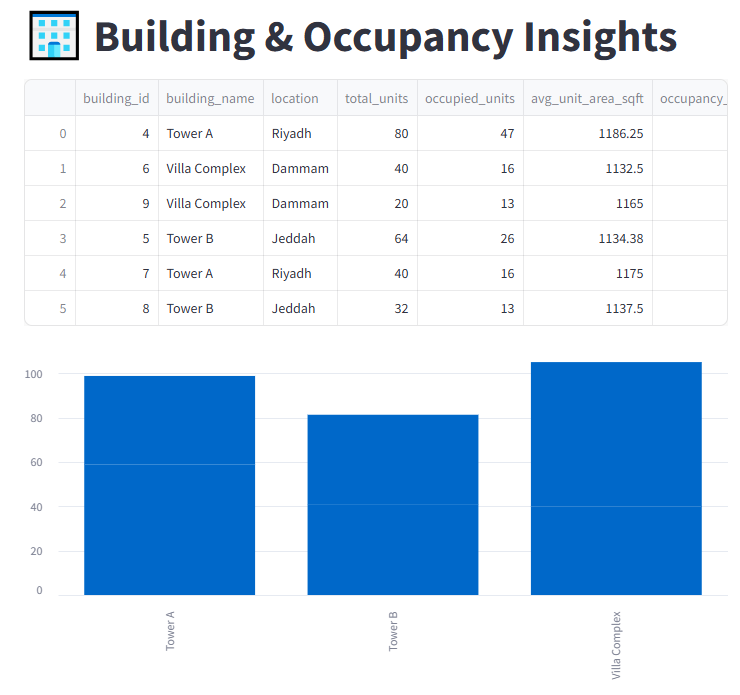 Building & Occupancy Insights
building_id building_name location total_units occupied_units avg_unit_area_sqft occupancy_
0 4 Tower A Riyadh 80 47 1186.25
1 6 Villa Complex Dammam 40 16 1132.5
2 9 Villa Complex Dammam 20 13 1165
3 5 Tower B Jeddah 64 26 1134.38
4 7 Tower A Riyadh 40 16 1175
5 8 Tower B Jeddah 32 13 1137.5
100
80
60
40
20
0
Tower A Tower B Villa Complex